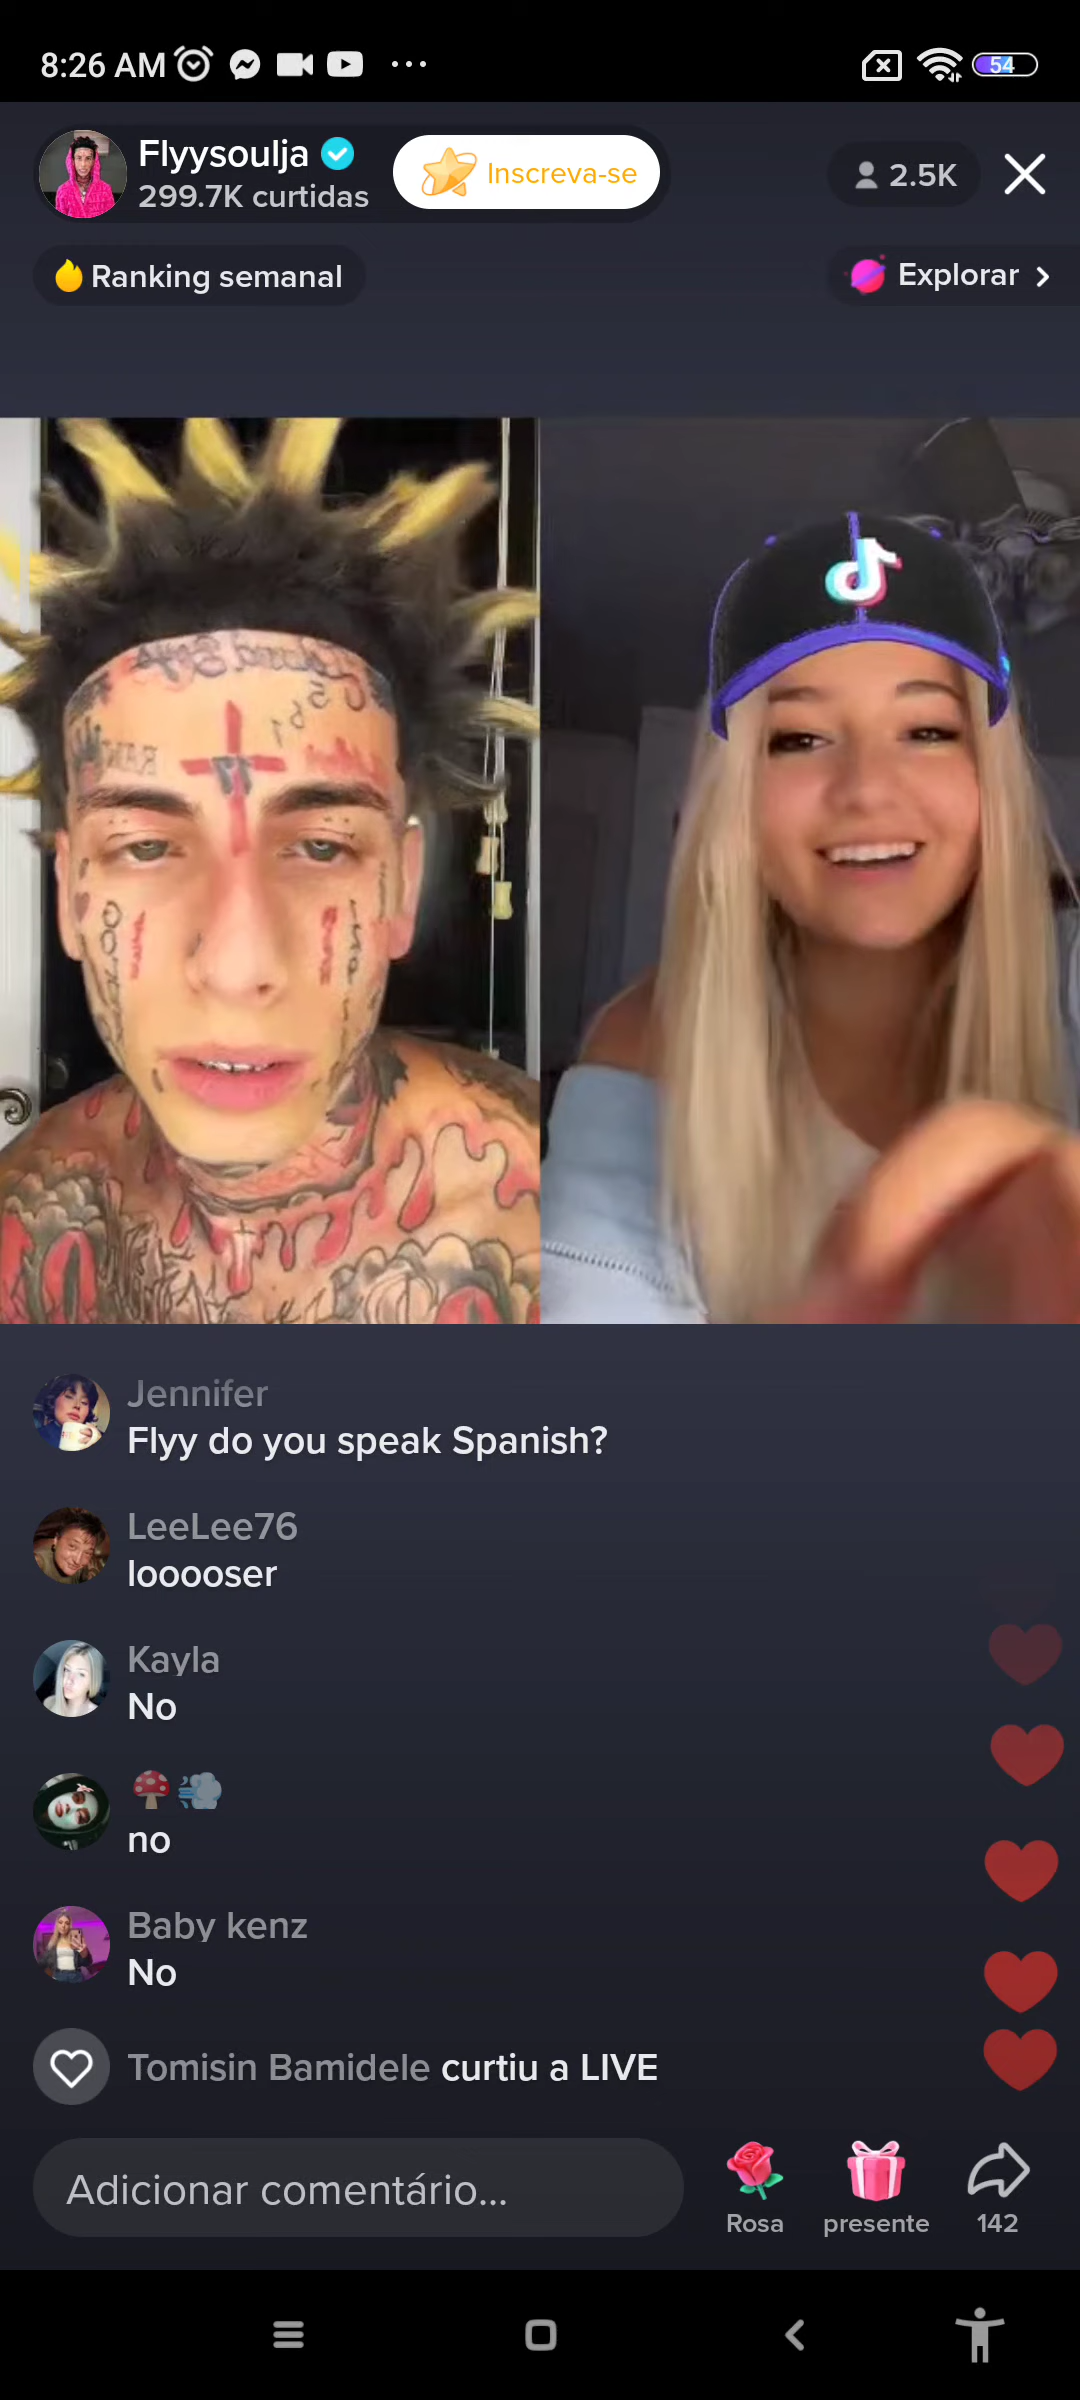 8:26 AM
54
Flyysoulja
299.7K curtidas
Inscreva-se
2.5K
Ranking semanal
Explorar
Jennifer
Flyy do you speak Spanish?
LeeLee76
looooser
Kayla
No
🍄💨
no
Baby kenz
No
Tomisin Bamidele curtiu a LIVE
Adicionar comentário...
Rosa
presente
142